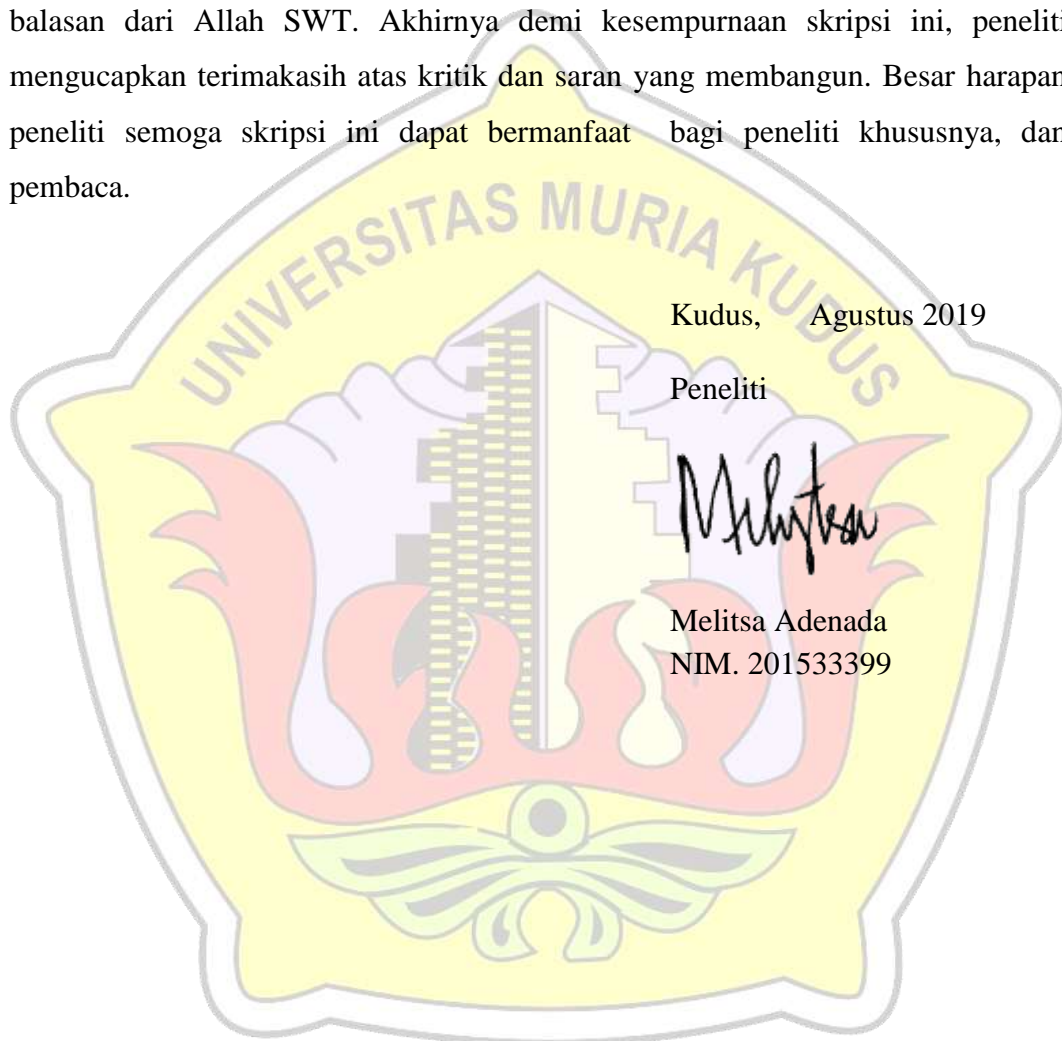 balasan dari Allah SWT. Akhirnya demi kesempurnaan skripsi ini, peneliti
mengucapkan terimakasih atas kritik dan saran yang membangun. Besar harapan
peneliti semoga skripsi ini dapat bermanfaat bagi peneliti khususnya, dan
pembaca.
UNIVERSITAS MURIA KUDUS
Kudus, Agustus 2019
Peneliti
Melitsa Adenada
NIM. 201533399